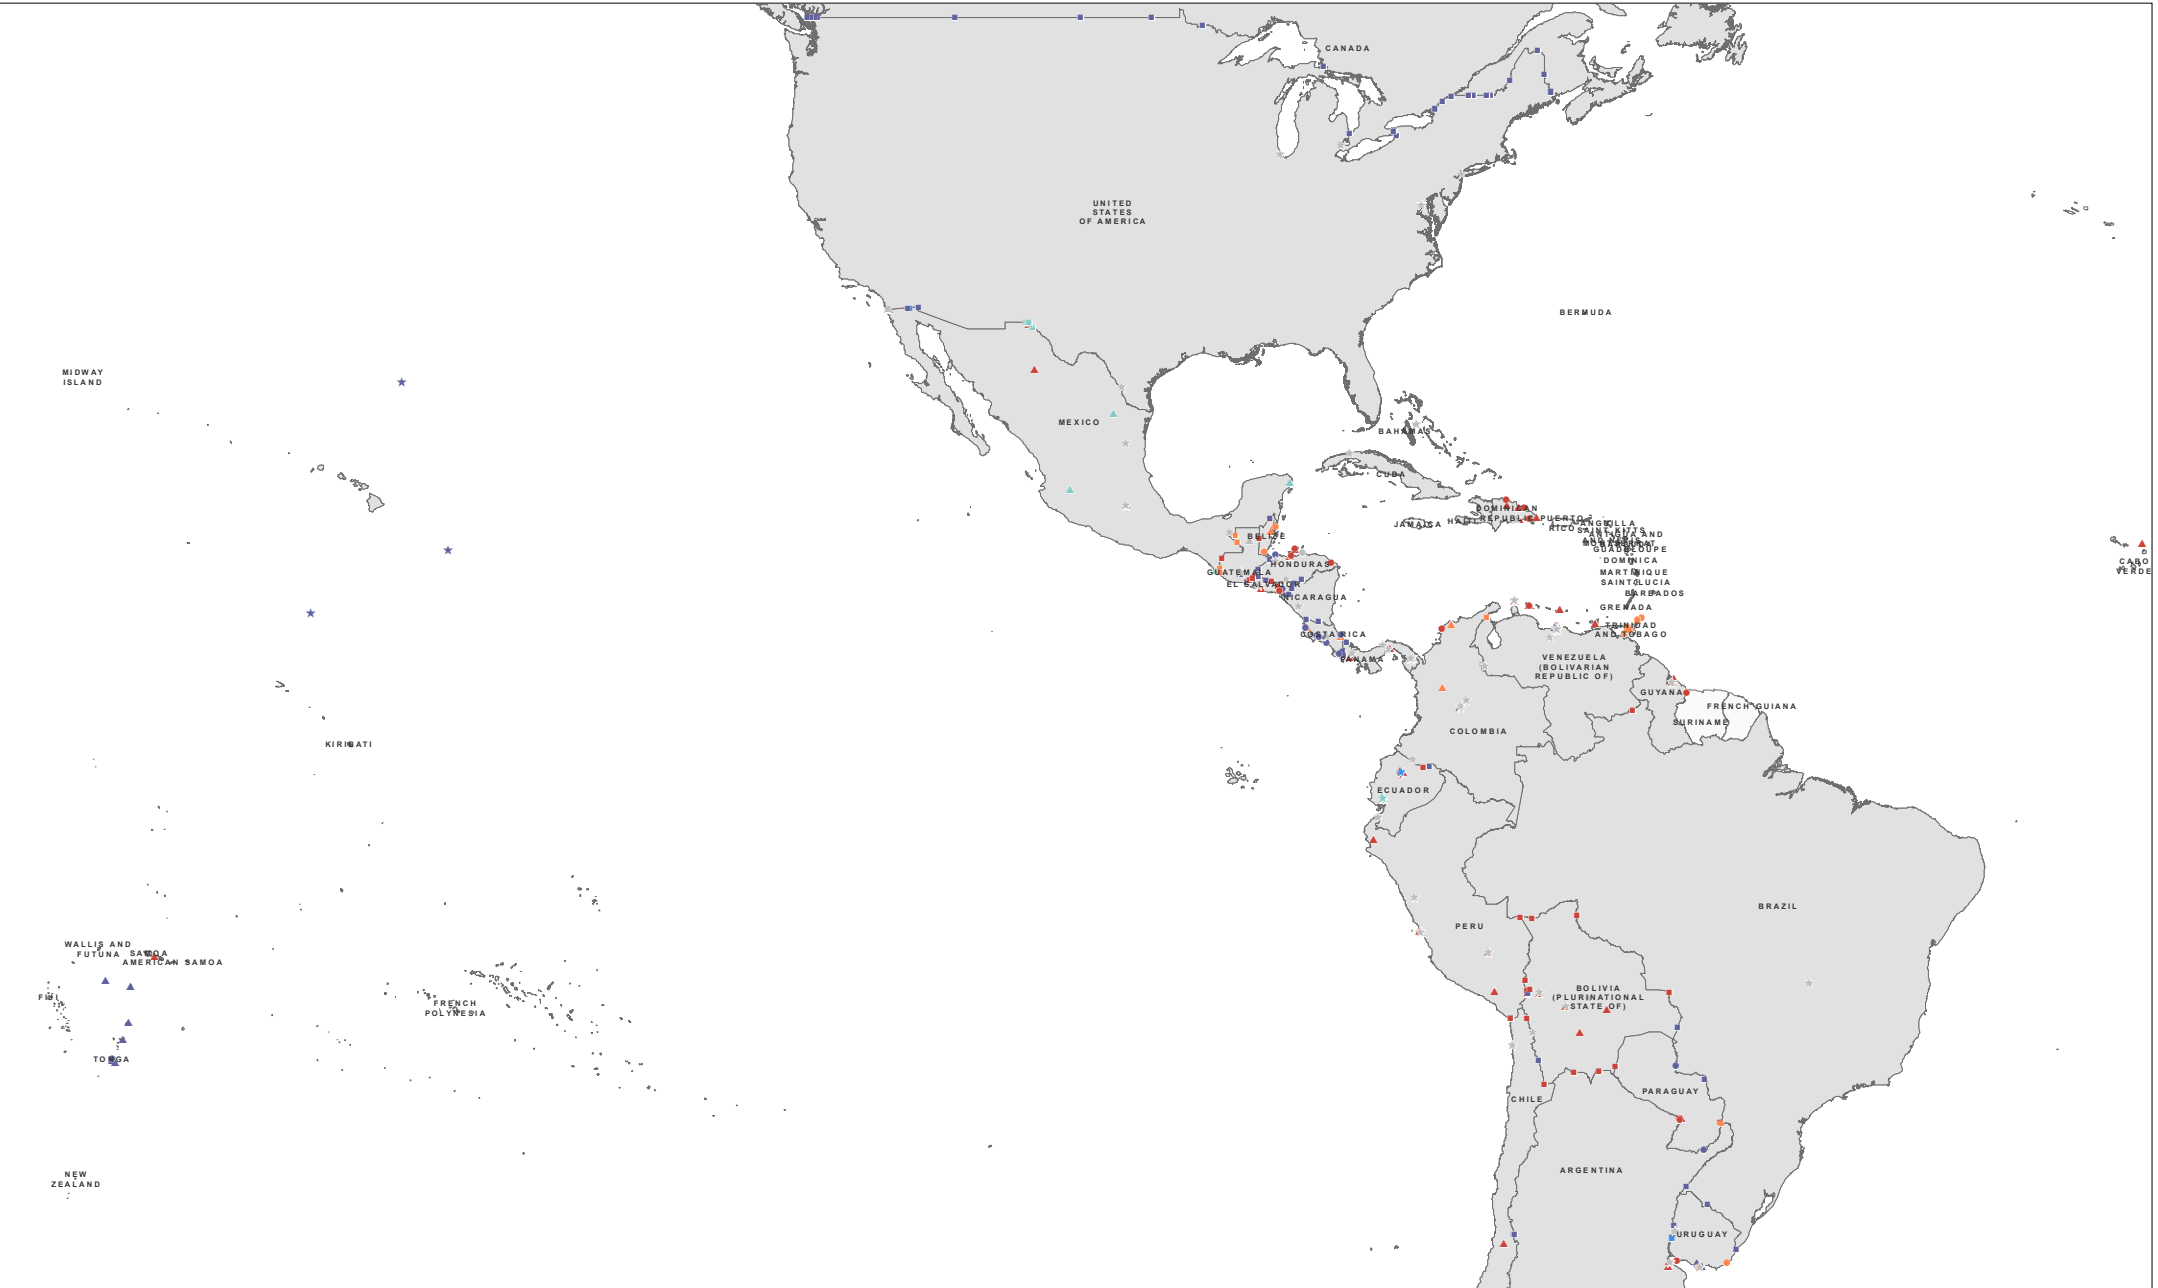 CANADA
UNITED
STATES
OF AMERICA
BERMUDA
MIDWAY
ISLAND
MEXICO
BAHAMAS
CUBA
DOMINICAN
REPUBLIC
PUERTO
RICO
JAMAICA
HAITI
ANGUILLA
SAINT KITTS
ANTIGUA AND
GUADELOUPE
DOMINICA
MARTINIQUE
SAINT LUCIA
BARBADOS
GRENADA
TRINIDAD
AND TOBAGO
BELIZE
HONDURAS
GUATEMALA
EL SALVADOR
NICARAGUA
COSTA RICA
PANAMA
CABO
VERDE
VENEZUELA
(BOLIVARIAN
REPUBLIC OF)
GUYANA
FRENCH GUIANA
SURINAME
COLOMBIA
KIRIBATI
ECUADOR
BRAZIL
PERU
WALLIS AND
FUTUNA
SAMOA
AMERICAN SAMOA
FIJI
FRENCH
POLYNESIA
BOLIVIA
(PLURINATIONAL
STATE OF)
TONGA
PARAGUAY
CHILE
ARGENTINA
NEW
ZEALAND
URUGUAY